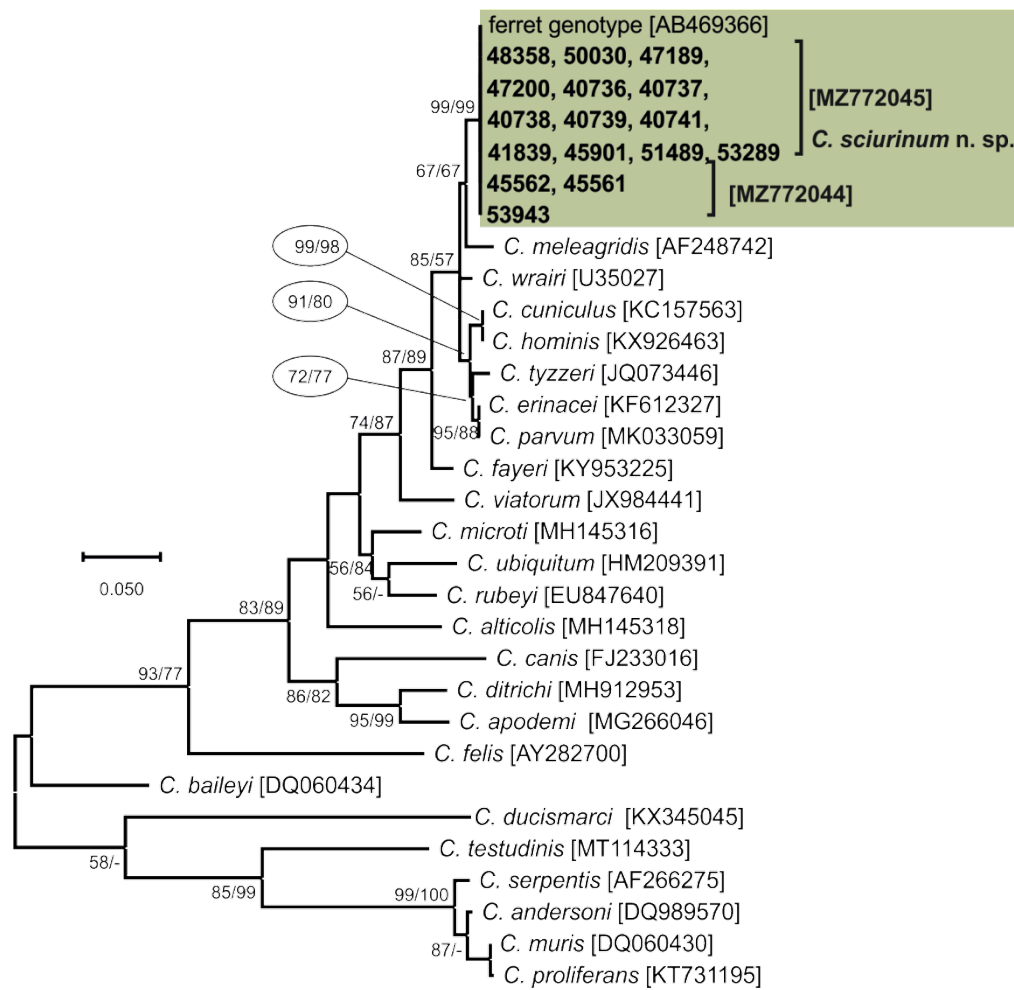 ferret genotype [AB469366]
48358, 50030, 47189,
47200, 40736, 40737,
[MZ772045]
40738, 40739, 40741,
99/99
C. sciurinum n. sp.
41839, 45901, 51489, 53289
67/67
45562, 45561
[MZ772044]
53943
99/98
C. meleagridis [AF248742]
85/57
C. wrairi [U35027]
91/80
C. cuniculus [KC157563]
C. hominis [KX926463]
87/89
72/77
C. tyzzeri [JQ073446]
C. erinacei [KF612327]
74/87
95/88
C. parvum [MK033059]
C. fayeri [KY953225]
C. viatorum [JX984441]
C. microti [MH145316]
56/84
C. ubiquitum [HM209391]
0.050
56/-
C. rubeyi [EU847640]
83/89
C. alticolis [MH145318]
C. canis [FJ233016]
93/77
86/82
C. ditrichi [MH912953]
95/99
C. apodemi [MG266046]
C. felis [AY282700]
C. baileyi [DQ060434]
C. ducismarci [KX345045]
58/-
C. testudinis [MT114333]
85/99
99/100
C. serpentis [AF266275]
C. andersoni [DQ989570]
87/-
C. muris [DQ060430]
C. proliferans [KT731195]